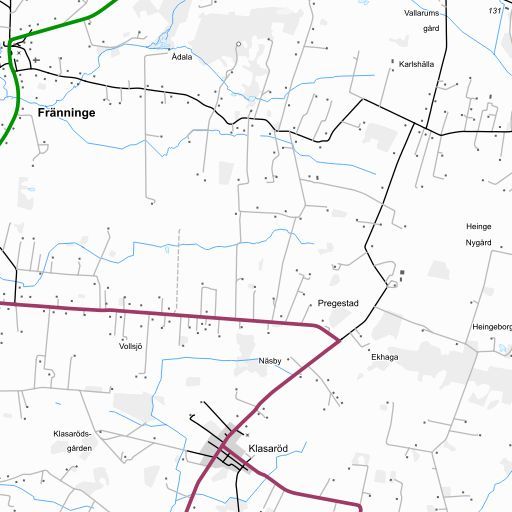 Vallarums
gård
131
Ådala
Karlshälla
Fränninge
Heinge
Nygård
Pregestad
Heingeborg
Vollsjö
Näsby
Ekhaga
Klasaröds-
gården
Klasaröd